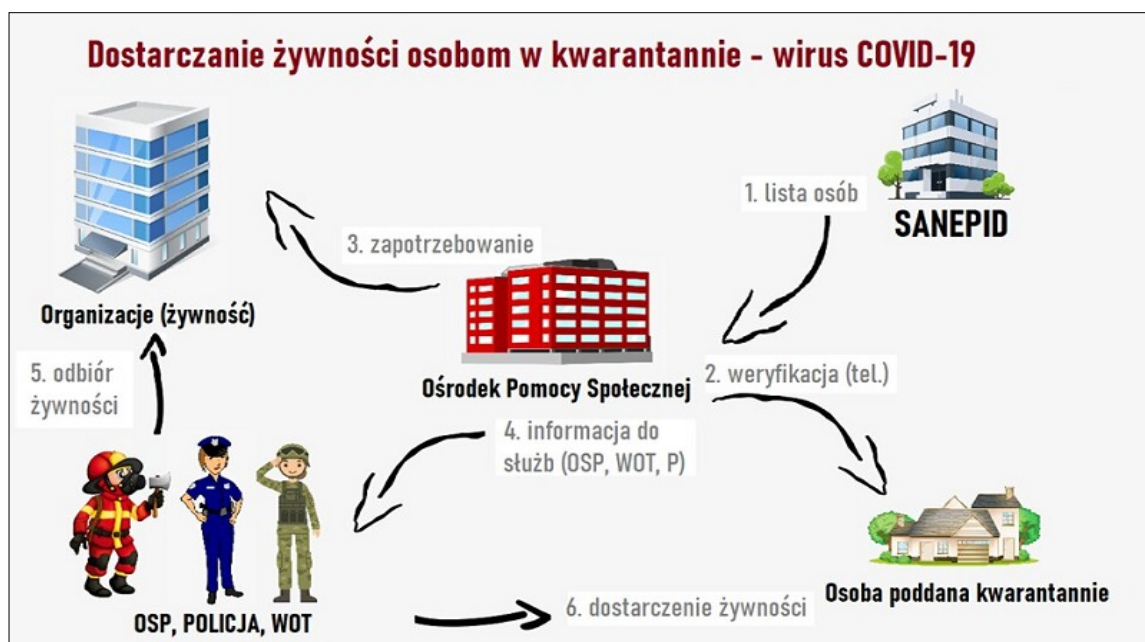 Dostarczanie żywności osobom w kwarantannie - wirus COVID-19
1. lista osób
SANEPID
3. zapotrzebowanie
Organizacje (żywność)
5. odbiór
żywności
Ośrodek Pomocy Społecznej
2. weryfikacja (tel.)
4. informacja do
służb (OSP, WOT, P)
Osoba poddana kwarantannie
OSP, POLICJA, WOT
6. dostarczenie żywności